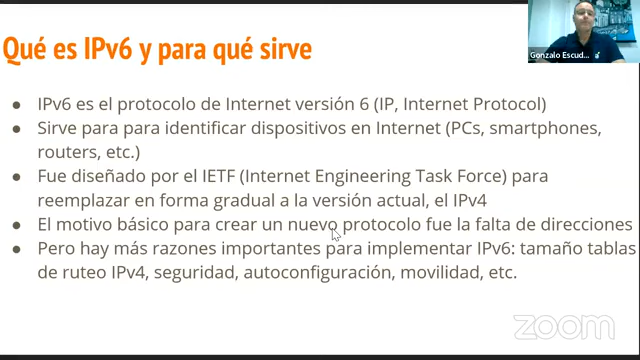 Qué es IPv6 y para qué sirve
Gonzalo Escud...
● IPv6 es el protocolo de Internet versión 6 (IP, Internet Protocol)
● Sirve para para identificar dispositivos en Internet (PCs, smartphones,
routers, etc.)
● Fue diseñado por el IETF (Internet Engineering Task Force) para
reemplazar en forma gradual a la versión actual, el IPv4
● El motivo básico para crear un nuevo protocolo fue la falta de direcciones
● Pero hay más razones importantes para implementar IPv6: tamaño tablas
de ruteo IPv4, seguridad, autoconfiguración, movilidad, etc.
zoom